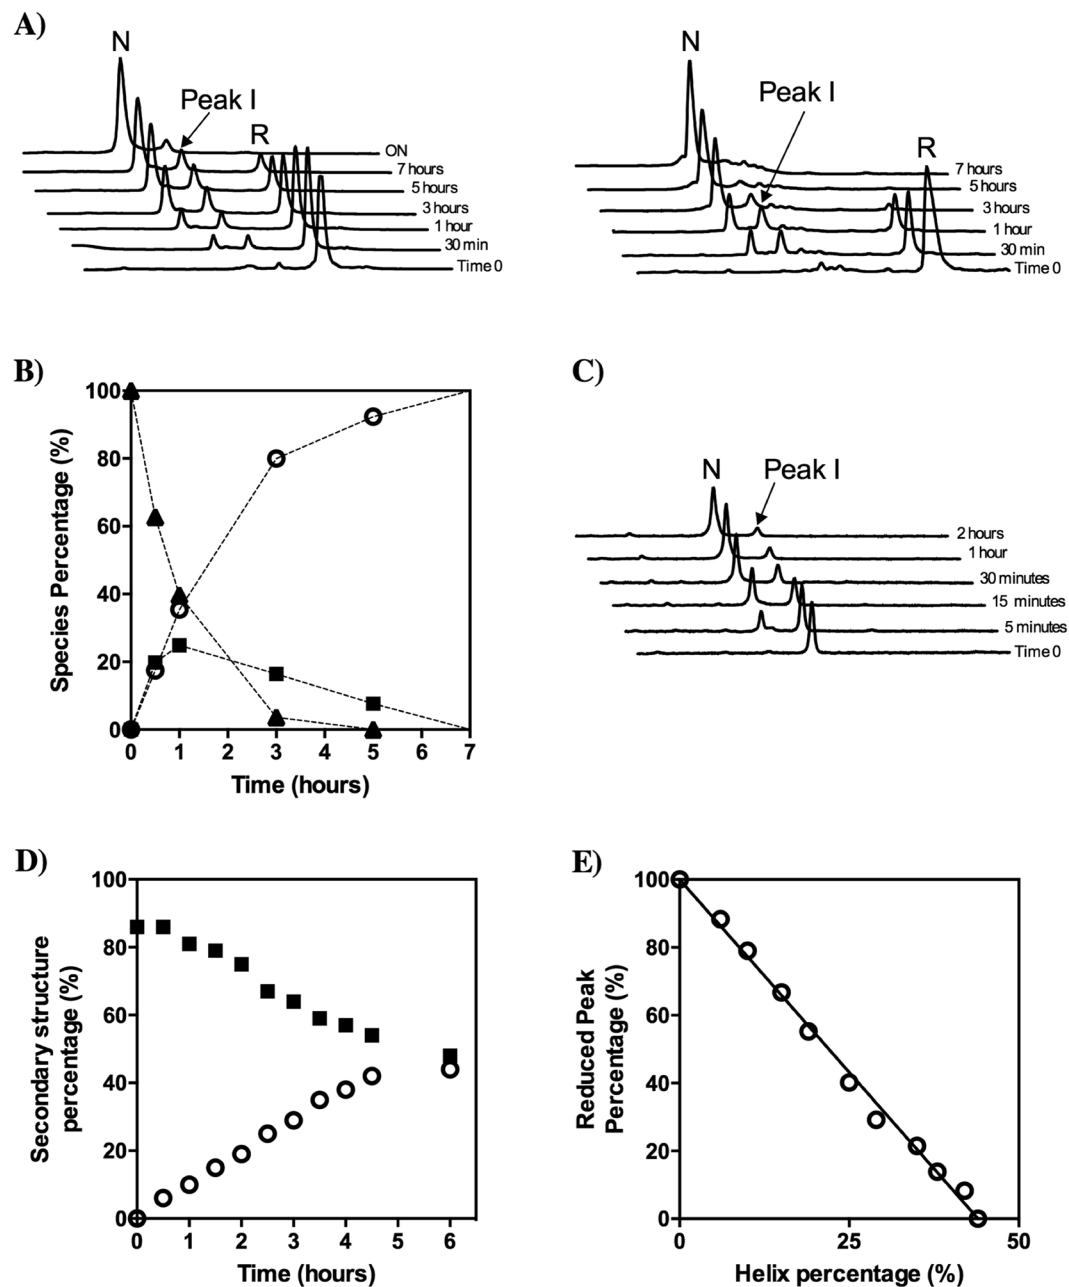 A)
N
Peak I
R
ON
7 hours
5 hours
3 hours
1 hour
30 min
Time 0
N
Peak I
R
7 hours
5 hours
3 hours
1 hour
30 min
Time 0
B)
Species Percentage (%)
100
80
60
40
20
0
0 1 2 3 4 5 6 7
Time (hours)
C)
N
Peak I
2 hours
1 hour
30 minutes
15 minutes
5 minutes
Time 0
D)
Secondary structure
percentage (%)
100
80
60
40
20
0
0 1 2 3 4 5 6
Time (hours)
E)
Reduced Peak
Percentage (%)
100
80
60
40
20
0
0 25 50
Helix percentage (%)